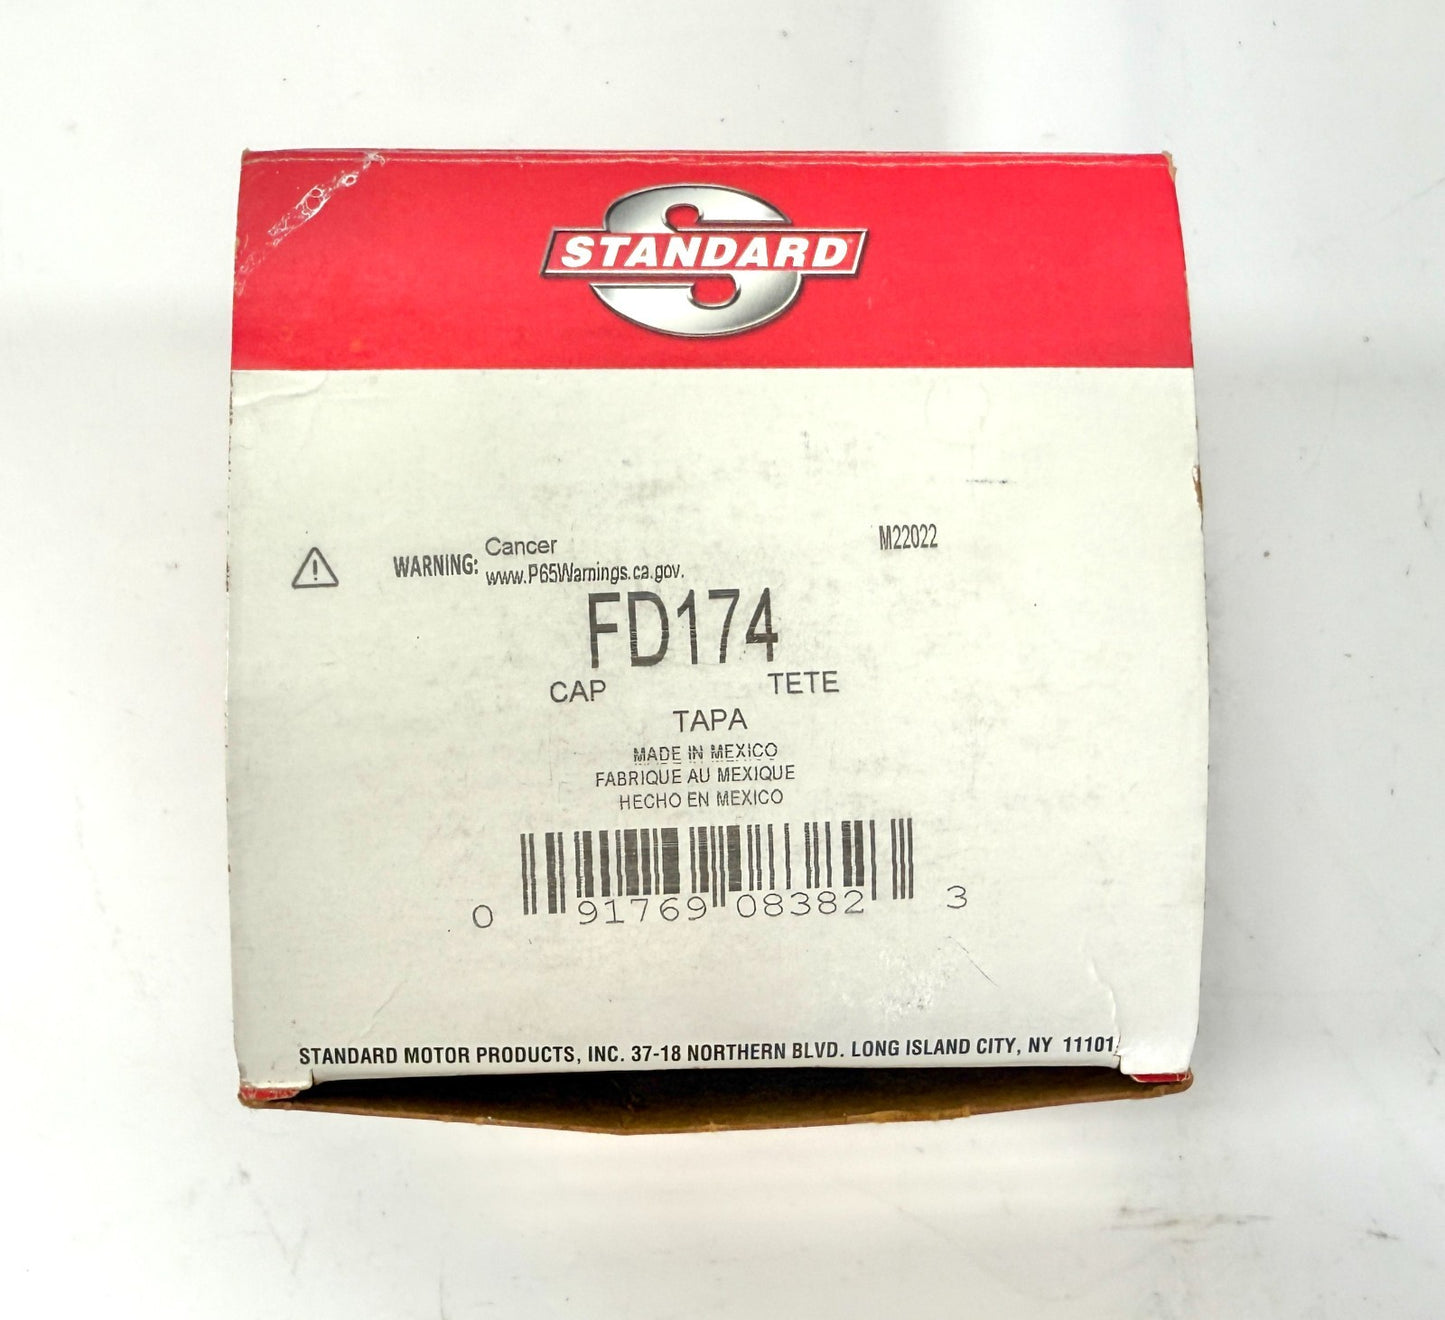 STANDARD
M22022
WARNING: Cancer
www.P65Warnings.ca.gov.
FD174
CAP TETE
TAPA
MADE IN MEXICO
FABRIQUE AU MEXIQUE
HECHO EN MEXICO
0 91769 08382 3
STANDARD MOTOR PRODUCTS, INC. 37-18 NORTHERN BLVD. LONG ISLAND CITY, NY 11101